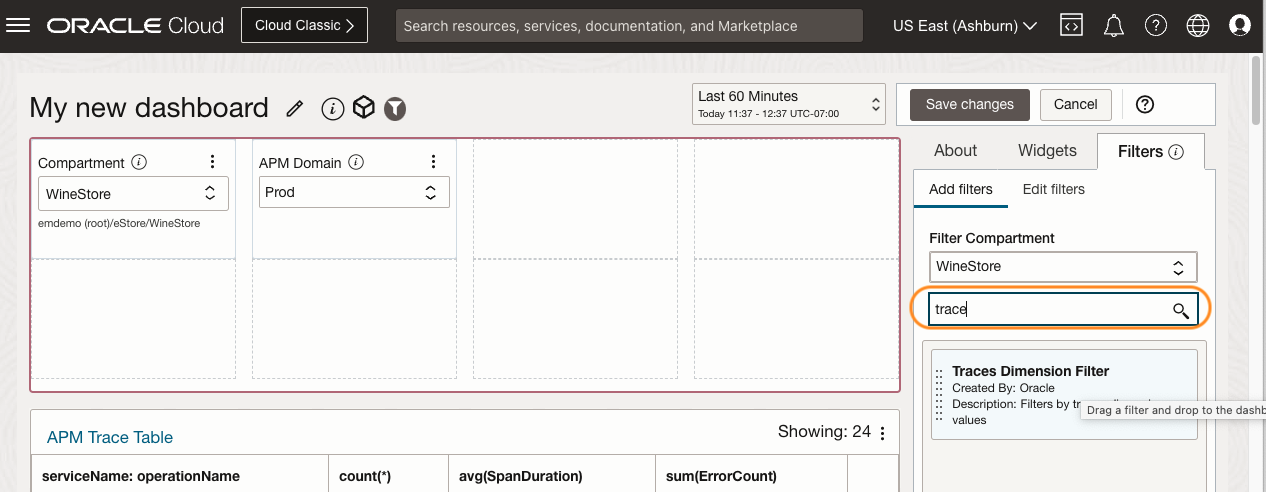 ORACLE Cloud
Cloud Classic
Search resources, services, documentation, and Marketplace
US East (Ashburn)
My new dashboard
Last 60 Minutes
Today 11:37 - 12:37 UTC-07:00
Save changes
Cancel
Compartment
WineStore
emdemo (root)/eStore/WineStore
APM Domain
Prod
About
Widgets
Filters
Add filters
Edit filters
Filter Compartment
WineStore
trace
Traces Dimension Filter
Created By: Oracle
Description: Filters by
values
Drag a filter and drop to the
APM Trace Table
Showing: 24
serviceName: operationName
count(*)
avg(SpanDuration)
sum(ErrorCount)